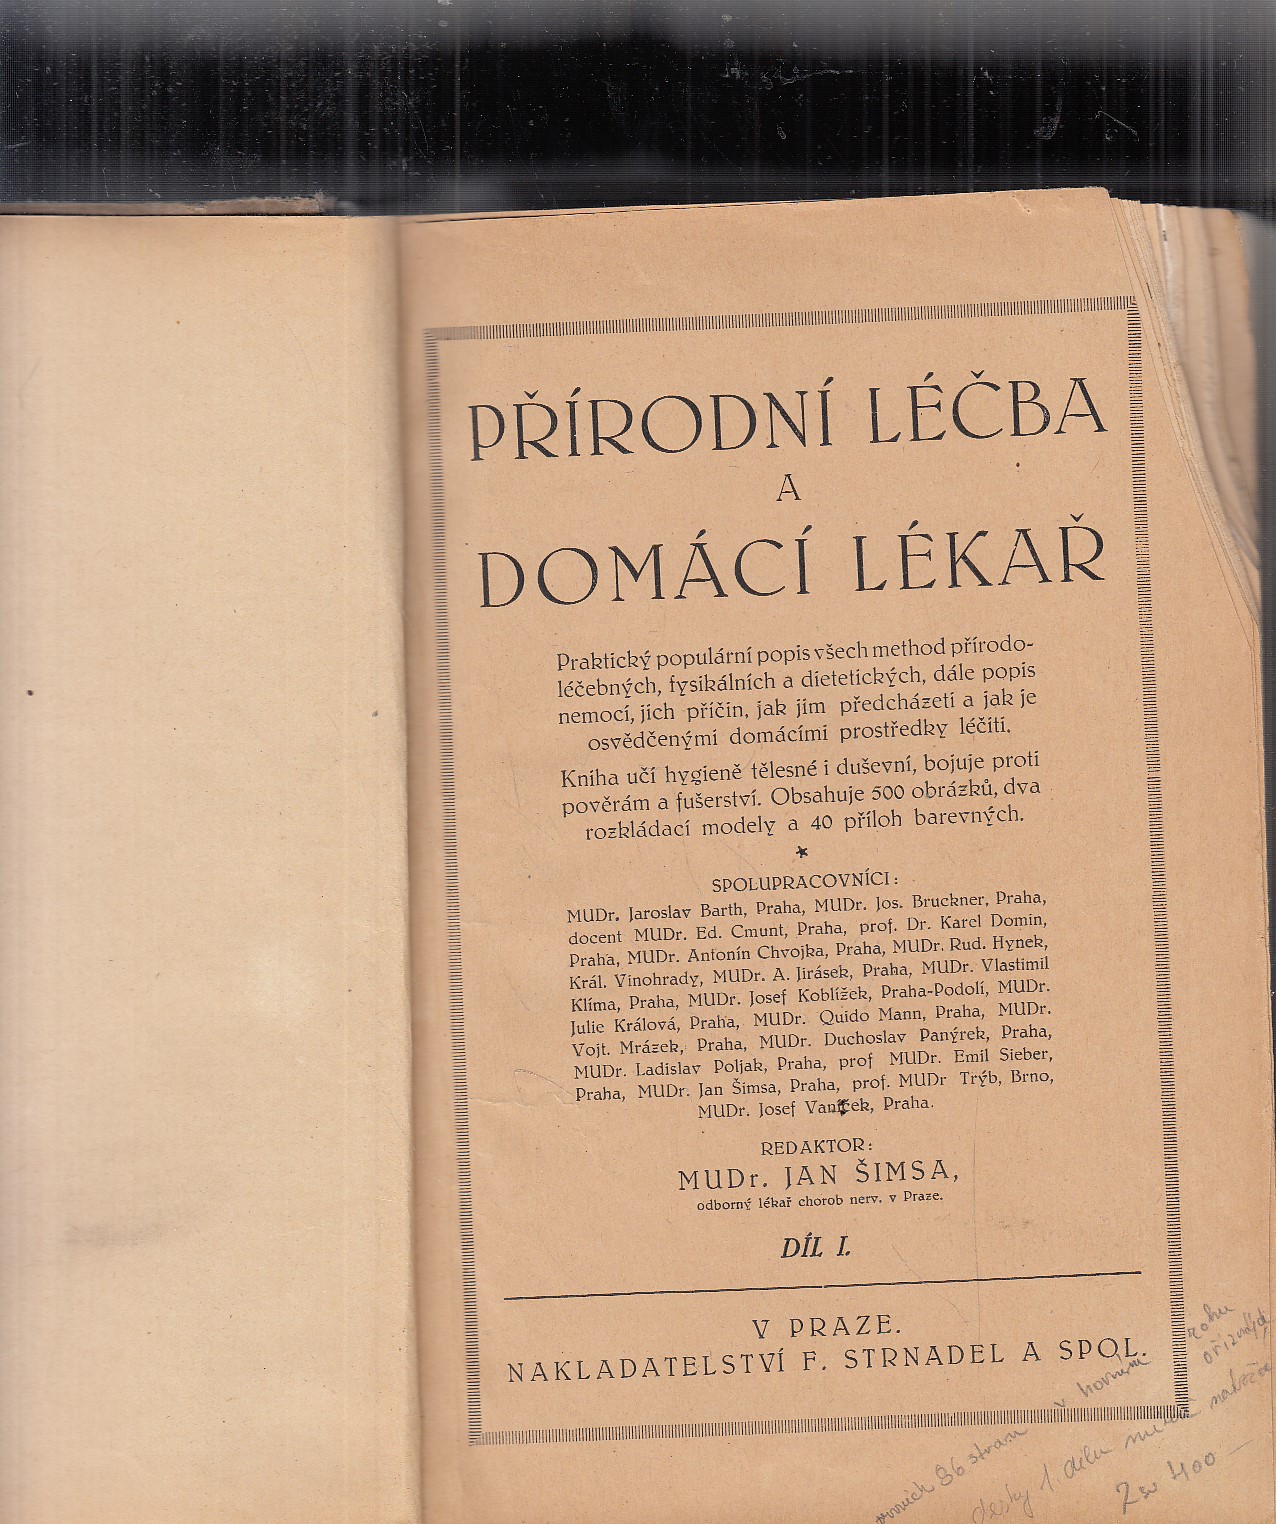 PŘÍRODNÍ LÉČBA
A
DOMÁCÍ LÉKAŘ
Praktický populární popis všech method přírodo-
léčebných, fysikálních a dietetických, dále popis
nemocí, jich příčin, jak jim předcházeti a jak je
osvědčenými domácími prostředky léčiti.
Kniha učí hygieně tělesné i duševní, bojuje proti
pověrám a fušerství. Obsahuje 500 obrázků, dva
rozkládací modely a 40 příloh barevných.
SPOLUPRACOVNÍCI:
MUDr. Jaroslav Barth, Praha, MUDr. Jos. Bruckner, Praha,
docent MUDr. Ed. Cmunt, Praha, prof. Dr. Karel Domin,
Praha, MUDr. Antonín Chvojka, Praha, MUDr. Rud. Hynek,
Král. Vinohrady, MUDr. A. Jirásek, Praha, MUDr. Vlastimil
Klíma, Praha, MUDr. Josef Koblížek, Praha-Podolí, MUDr.
Julie Králová, Praha, MUDr. Quido Mann, Praha, MUDr.
Vojt. Mrázek, Praha, MUDr. Duchoslav Panýrek, Praha,
MUDr. Ladislav Poljak, Praha, prof MUDr. Emil Sieber,
Praha, MUDr. Jan Šimsa, Praha, prof. MUDr Trýb, Brno,
MUDr. Josef Vaníček, Praha.
REDAKTOR:
MUDr. JAN ŠIMSA,
odborný lékař chorob nerv. v Praze.
DÍL I.
V PRAZE.
NAKLADATELSTVÍ F. STRNADEL A SPOL.
86 stran v horním rohu
desky 1. dílu
2 sv 400 —